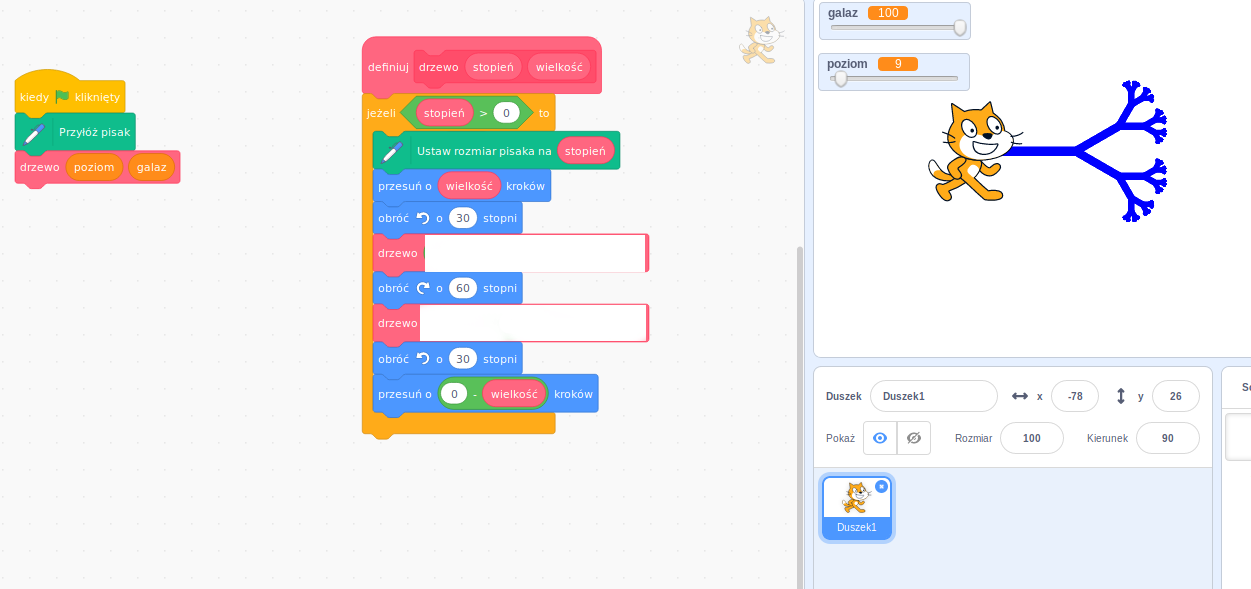 kiedy kliknięty
Przyłóż pisak
drzewo poziom galaz
definiuj drzewo stopień wielkość
jeżeli stopień > 0 to
Ustaw rozmiar pisaka na stopień
przesuń o wielkość kroków
obróć o 30 stopni
drzewo
obróć o 60 stopni
drzewo
obróć o 30 stopni
przesuń o 0 - wielkość kroków
galaz 100
poziom 9
Duszek Duszek1 x -78 y 26
Pokaż Rozmiar 100 Kierunek 90
Duszek1